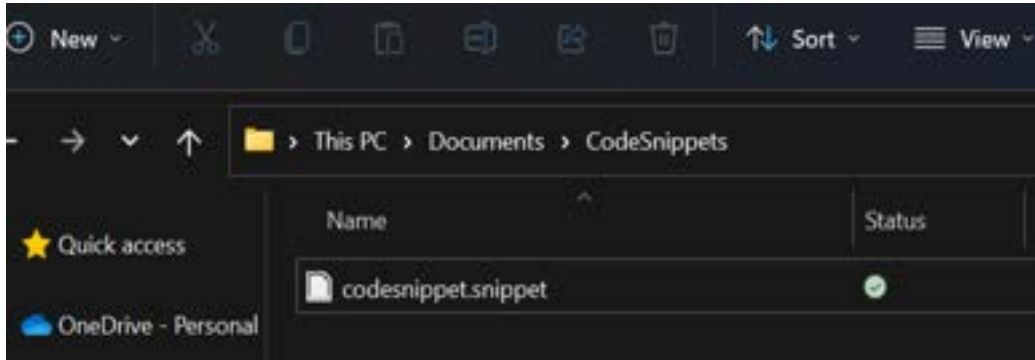 New Sort View
This PC > Documents > CodeSnippets
Name Status
Quick access
codesnippet.snippet
OneDrive - Personal